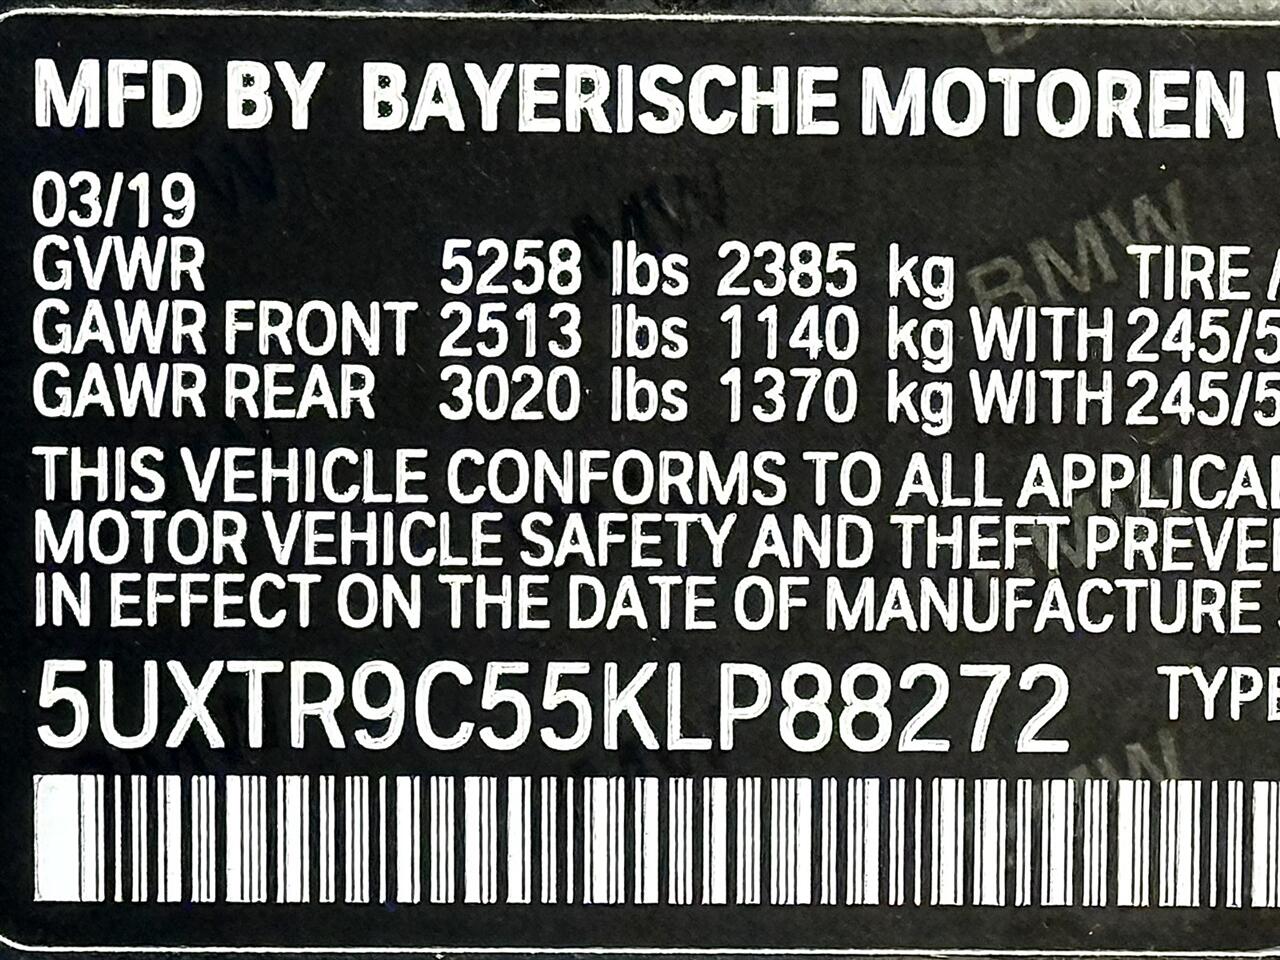 MFD BY BAYERISCHE MOTOREN
03/19
GVWR 5258 lbs 2385 kg TIRE
GAWR FRONT 2513 lbs 1140 kg WITH 245/5
GAWR REAR 3020 lbs 1370 kg WITH 245/5
THIS VEHICLE CONFORMS TO ALL APPLICA
MOTOR VEHICLE SAFETY AND THEFT PREVE
IN EFFECT ON THE DATE OF MANUFACTURE
5UXTR9C55KLP88272 TYPE